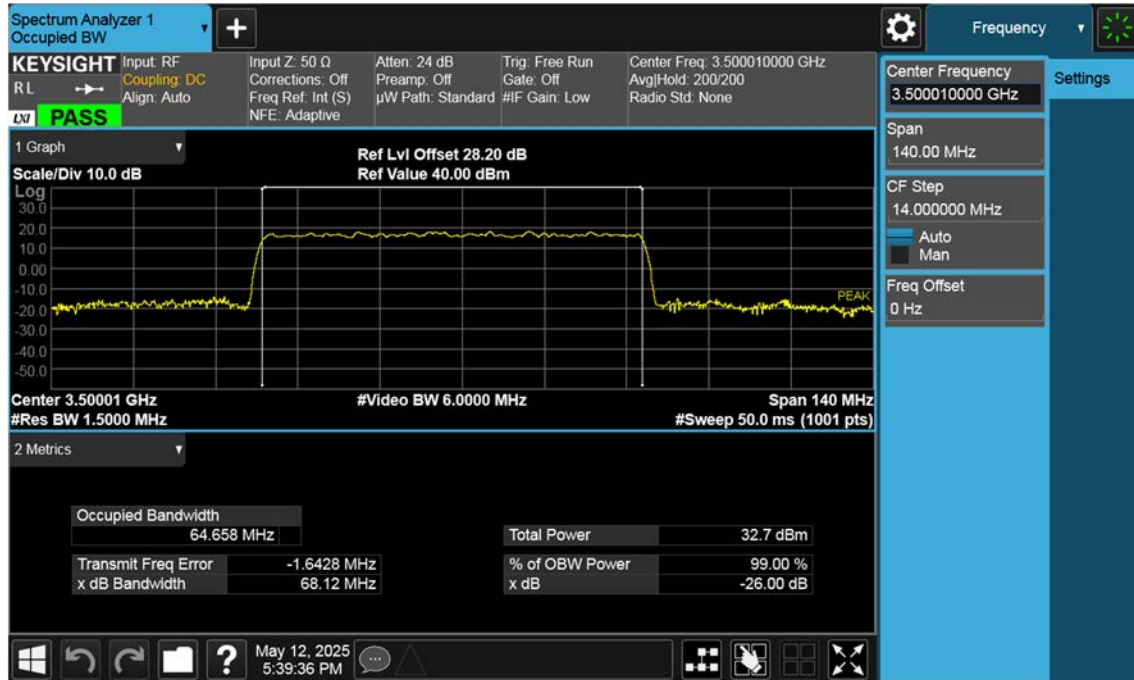 Spectrum Analyzer 1
Occupied BW
+
Frequency
KEYSIGHT
R L
LXI
PASS
Input: RF
Coupling: DC
Align: Auto
Input Z: 50 Ω
Corrections: Off
Freq Ref: Int (S)
NFE: Adaptive
Atten: 24 dB
Preamp: Off
µW Path: Standard
Trig: Free Run
Gate: Off
#IF Gain: Low
Center Freq: 3.500010000 GHz
Avg|Hold: 200/200
Radio Std: None
1 Graph
Scale/Div 10.0 dB
Ref Lvl Offset 28.20 dB
Ref Value 40.00 dBm
Log
30.0
20.0
10.0
0.00
-10.0
-20.0
-30.0
-40.0
-50.0
PEAK
Center 3.50001 GHz
#Video BW 6.0000 MHz
Span 140 MHz
#Res BW 1.5000 MHz
#Sweep 50.0 ms (1001 pts)
2 Metrics
Occupied Bandwidth
64.658 MHz
Total Power 32.7 dBm
Transmit Freq Error -1.6428 MHz
% of OBW Power 99.00 %
x dB Bandwidth 68.12 MHz
x dB -26.00 dB
?
May 12, 2025
5:39:36 PM
Center Frequency
3.500010000 GHz
Settings
Span
140.00 MHz
CF Step
14.000000 MHz
Auto
Man
Freq Offset
0 Hz